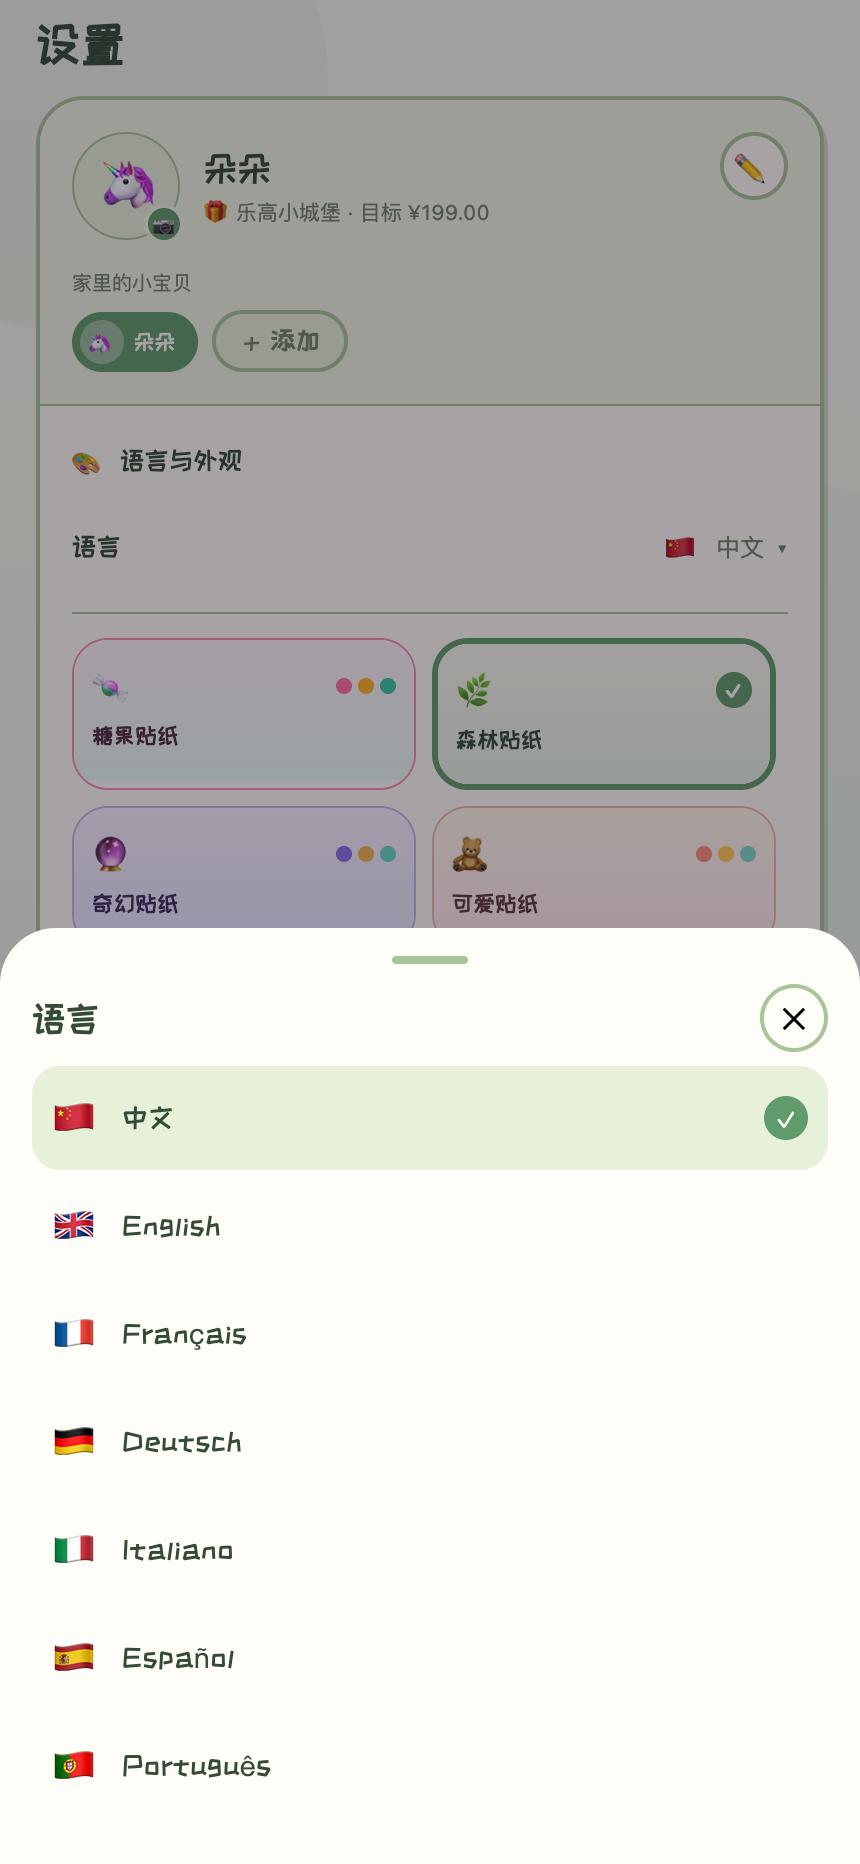 设置
朵朵
乐高小城堡 · 目标 ¥199.00
家里的小宝贝
朵朵
+ 添加
语言与外观
语言
中文 ▾
糖果贴纸
森林贴纸
奇幻贴纸
可爱贴纸
语言
中文
English
Français
Deutsch
Italiano
Español
Português